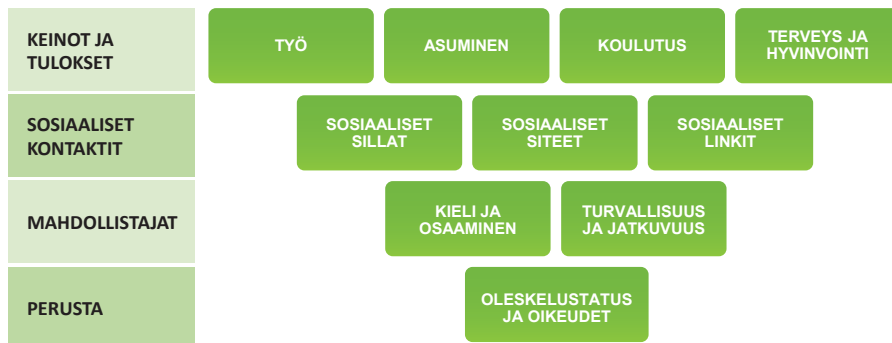 KEINOT JA
TULOKSET
TYÖ
ASUMINEN
KOULUTUS
TERVEYS JA
HYVINVOINTI
SOSIAALISET
KONTAKTIT
SOSIAALISET
SILLAT
SOSIAALISET
SITEET
SOSIAALISET
LINKIT
MAHDOLLISTAJAT
KIELI JA
OSAAMINEN
TURVALLISUUS
JA JATKUVUUS
PERUSTA
OLESKELUSTATUS
JA OIKEUDET